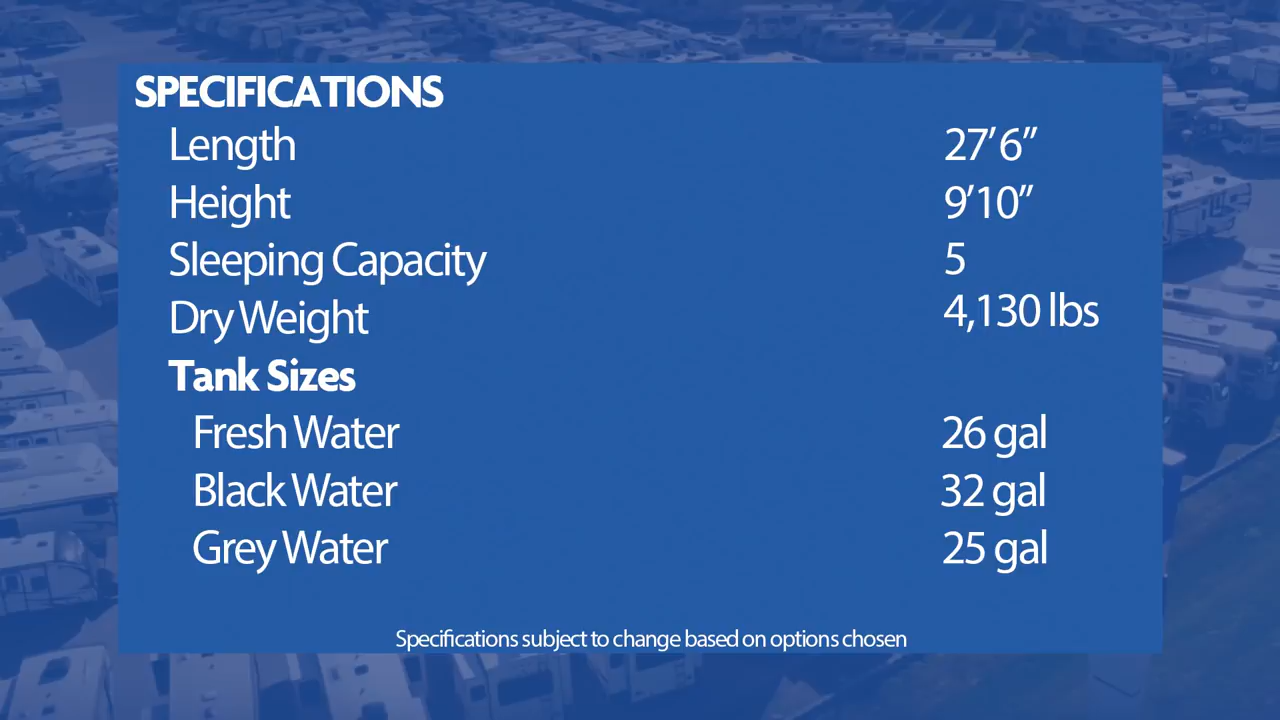 SPECIFICATIONS
Length 27’6”
Height 9’10”
Sleeping Capacity 5
Dry Weight 4,130 lbs
Tank Sizes
Fresh Water 26 gal
Black Water 32 gal
Grey Water 25 gal
Specifications subject to change based on options chosen